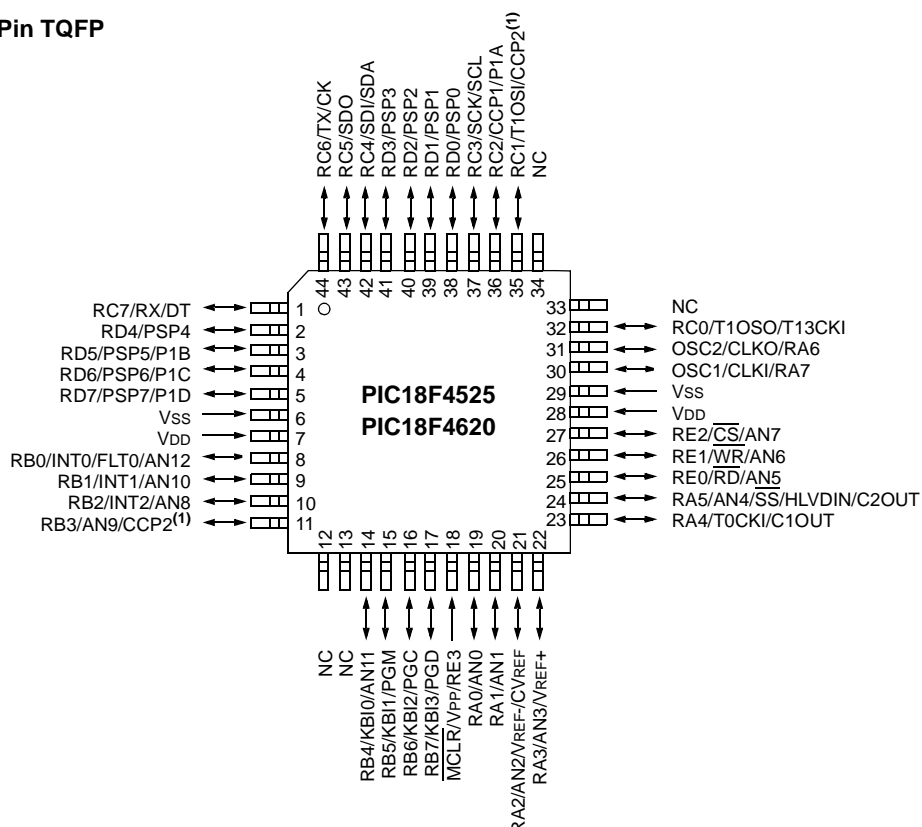 Pin TQFP
RC6/TX/CK
RC5/SDO
RC4/SDI/SDA
RD3/PSP3
RD2/PSP2
RD1/PSP1
RD0/PSP0
RC3/SCK/SCL
RC2/CCP1/P1A
RC1/T1OSI/CCP2(1)
NC
44
43
42
41
40
39
38
37
36
35
34
RC7/RX/DT 1
RD4/PSP4 2
RD5/PSP5/P1B 3
RD6/PSP6/P1C 4
RD7/PSP7/P1D 5
VSS 6
VDD 7
RB0/INT0/FLT0/AN12 8
RB1/INT1/AN10 9
RB2/INT2/AN8 10
RB3/AN9/CCP2(1) 11
PIC18F4525
PIC18F4620
33 NC
32 RC0/T1OSO/T13CKI
31 OSC2/CLKO/RA6
30 OSC1/CLKI/RA7
29 VSS
28 VDD
27 RE2/CS/AN7
26 RE1/WR/AN6
25 RE0/RD/AN5
24 RA5/AN4/SS/HLVDIN/C2OUT
23 RA4/T0CKI/C1OUT
12
13
14
15
16
17
18
19
20
21
22
NC
NC
RB4/KBI0/AN11
RB5/KBI1/PGM
RB6/KBI2/PGC
RB7/KBI3/PGD
MCLR/VPP/RE3
RA0/AN0
RA1/AN1
RA2/AN2/VREF-/CVREF
RA3/AN3/VREF+